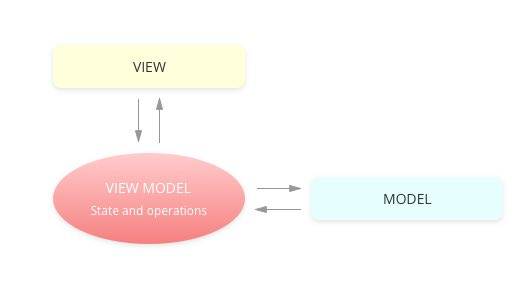 VIEW
VIEW MODEL
State and operations
MODEL